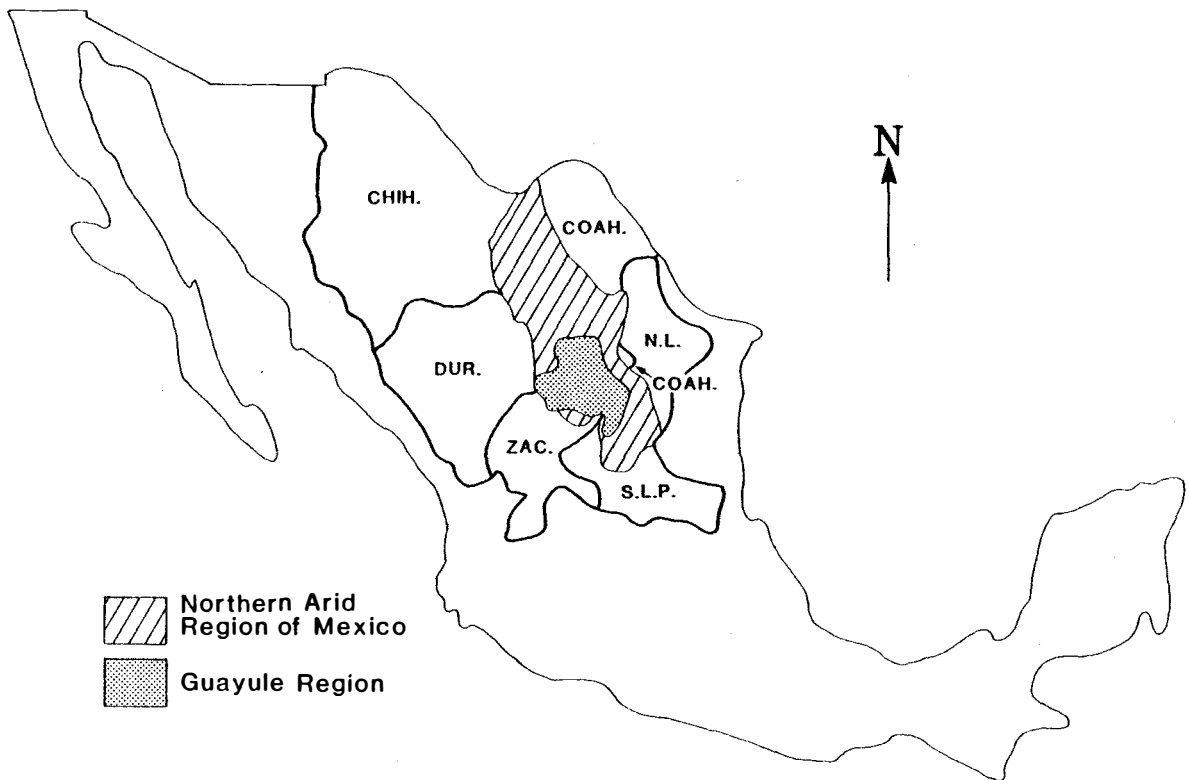 N
CHIH.
COAH.
N.L.
DUR.
COAH.
ZAC.
S.L.P.
Northern Arid
Region of Mexico
Guayule Region